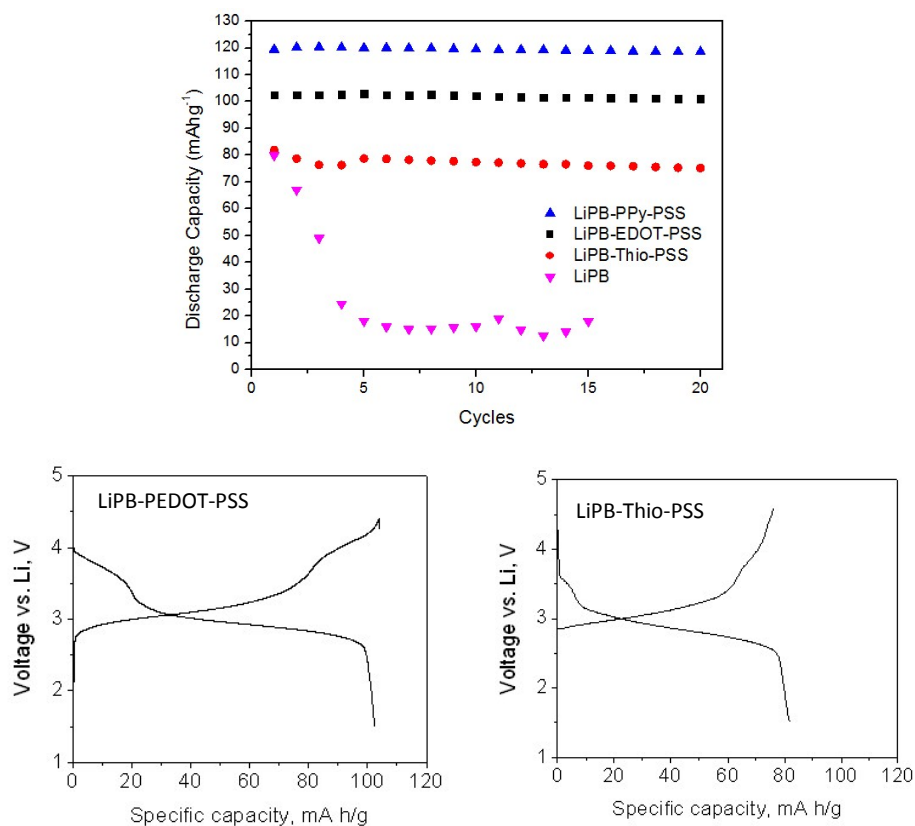 130
120
110
100
90
80
70
60
50
40
30
20
10
0
Discharge Capacity (mAhg⁻¹)
LiPB-PPy-PSS
LiPB-EDOT-PSS
LiPB-Thio-PSS
LiPB
0 5 10 15 20
Cycles
5
4
3
2
1
Voltage vs. Li, V
LiPB-PEDOT-PSS
0 20 40 60 80 100 120
Specific capacity, mA h/g
5
4
3
2
1
Voltage vs. Li, V
LiPB-Thio-PSS
0 20 40 60 80 100 120
Specific capacity, mA h/g